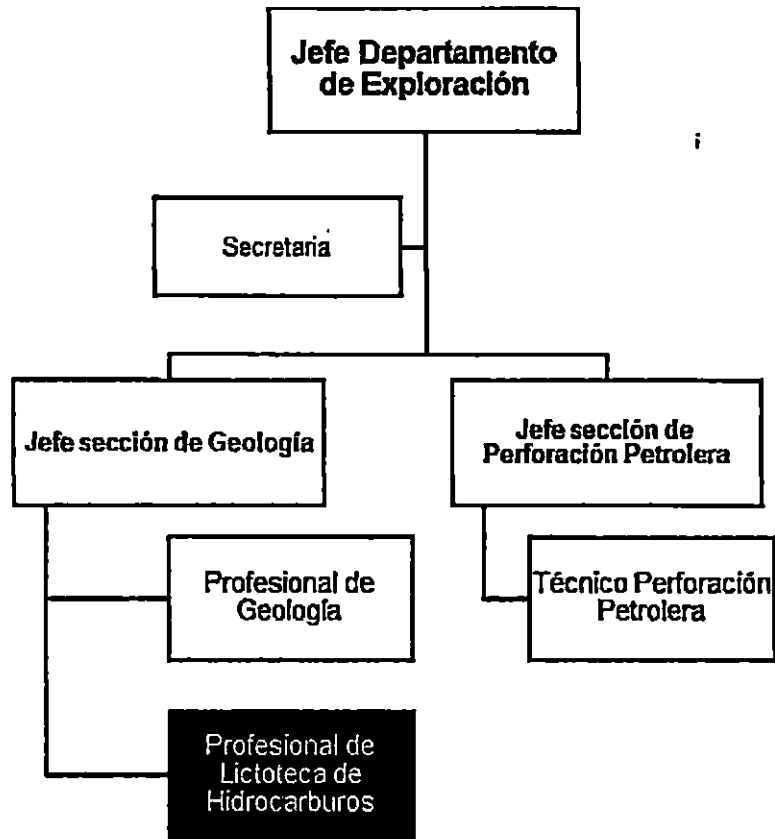 Jefe Departamento
de Exploración
Secretaria
Jefe sección de Geología
Jefe sección de
Perforación Petrolera
Profesional de
Geología
Técnico Perforación
Petrolera
Profesional de
Lictoteca de
Hidrocarburos